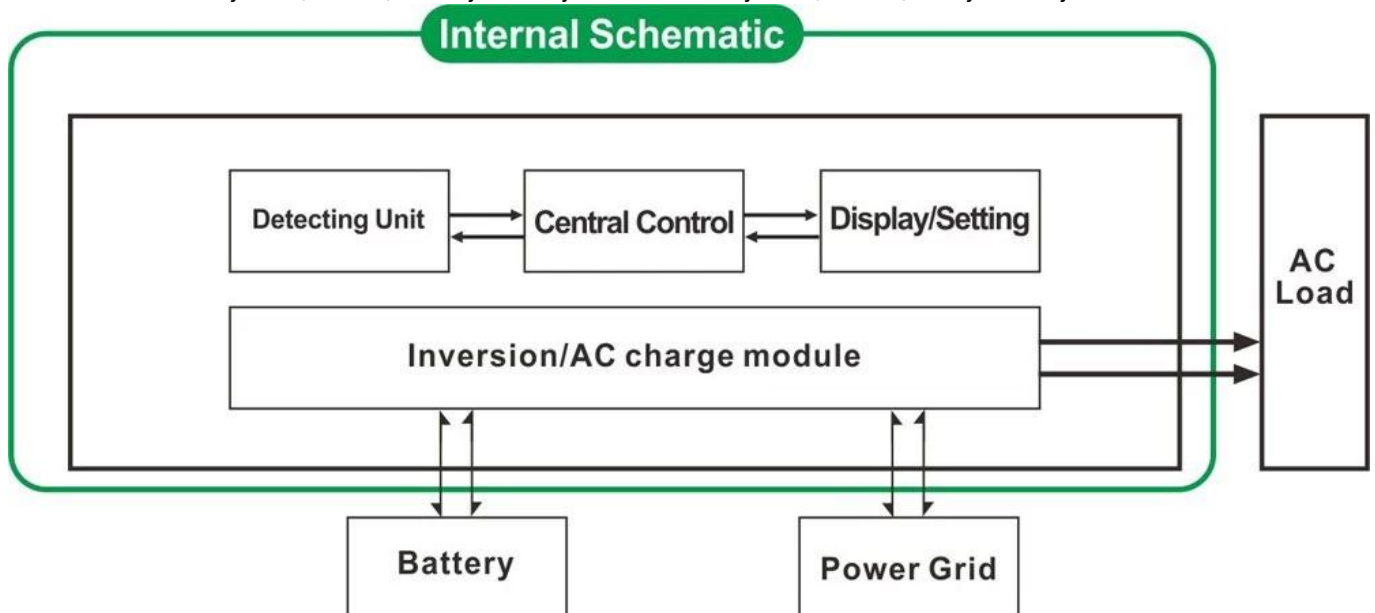 Internal Schematic
Detecting Unit
Central Control
Display/Setting
AC
Load
Inversion/AC charge module
Battery
Power Grid